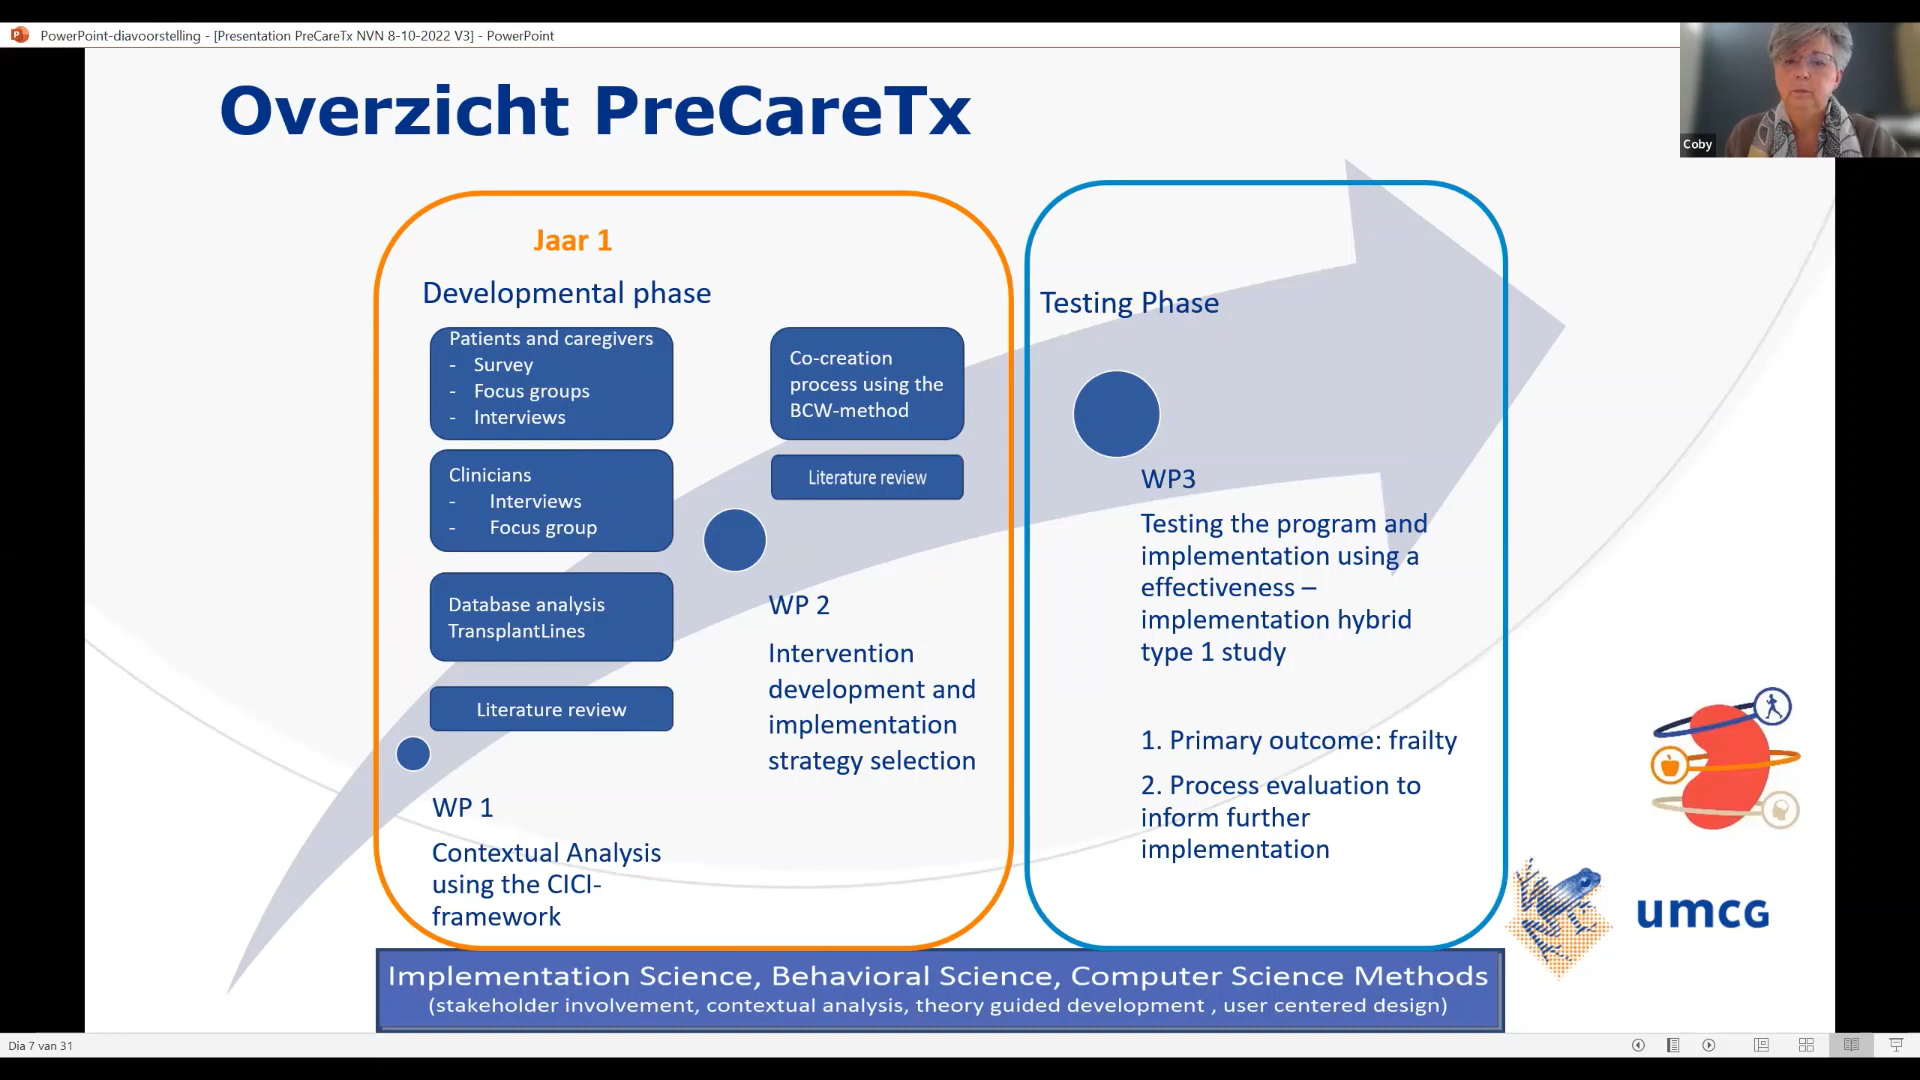 PowerPoint-diavoorstelling - [Presentation PreCareTx NVN 8-10-2022 V3] - PowerPoint
Coby
Overzicht PreCareTx
Jaar 1
Developmental phase
Patients and caregivers
- Survey
- Focus groups
- Interviews
Clinicians
- Interviews
- Focus group
Database analysis
TransplantLines
Literature review
WP 1
Contextual Analysis
using the CICI-
framework
Co-creation
process using the
BCW-method
Literature review
WP 2
Intervention
development and
implementation
strategy selection
Testing Phase
WP3
Testing the program and
implementation using a
effectiveness –
implementation hybrid
type 1 study
1. Primary outcome: frailty
2. Process evaluation to
inform further
implementation
umcg
Implementation Science, Behavioral Science, Computer Science Methods
(stakeholder involvement, contextual analysis, theory guided development , user centered design)
Dia 7 van 31